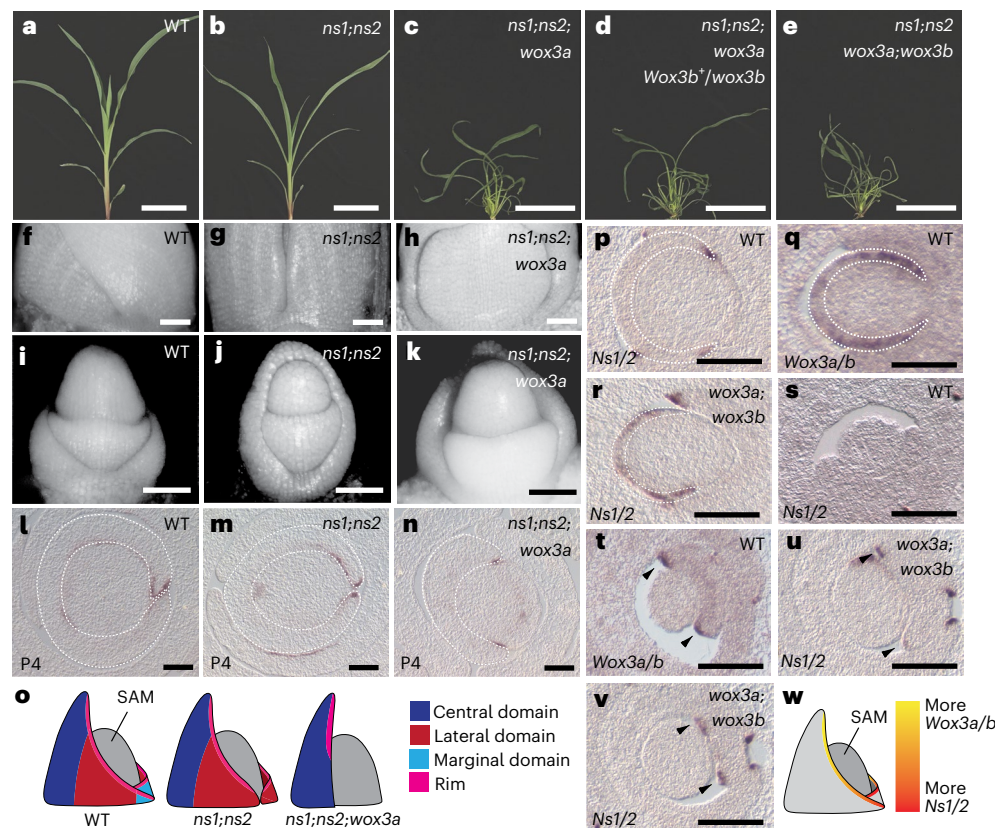 a WT
b ns1;ns2
c ns1;ns2;
wox3a
d ns1;ns2;
wox3a
Wox3b+/wox3b
e ns1;ns2
wox3a;wox3b
f WT
g ns1;ns2
h ns1;ns2;
wox3a
i WT
j ns1;ns2
k ns1;ns2;
wox3a
l WT
P4
m ns1;ns2
n ns1;ns2;
wox3a
P4
p WT
Ns1/2
q WT
Wox3a/b
r wox3a;
wox3b
Ns1/2
s WT
Ns1/2
t WT
Wox3a/b
u wox3a;
wox3b
Ns1/2
o SAM
WT
ns1;ns2
ns1;ns2;wox3a
Central domain
Lateral domain
Marginal domain
Rim
v wox3a;
wox3b
Ns1/2
w SAM
More
Wox3a/b
More
Ns1/2